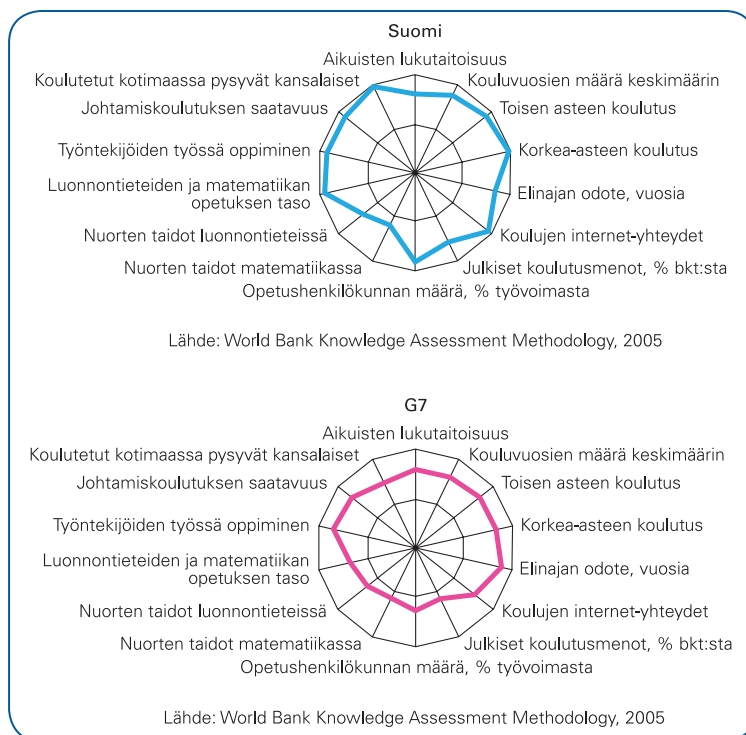 Suomi
Aikuisten lukutaitoisuus
Koulutetut kotimaassa pysyvät kansalaiset
Kouluvuosien määrä keskimäärin
Johtamiskoulutuksen saatavuus
Toisen asteen koulutus
Työntekijöiden työssä oppiminen
Korkea-asteen koulutus
Luonnontieteiden ja matematiikan
opetuksen taso
Elinajan odote, vuosia
Nuorten taidot luonnontieteissä
Koulujen internet-yhteydet
Nuorten taidot matematiikassa
Julkiset koulutusmenot, % bkt:sta
Opetushenkilökunnan määrä, % työvoimasta
Lähde: World Bank Knowledge Assessment Methodology, 2005
G7
Aikuisten lukutaitoisuus
Koulutetut kotimaassa pysyvät kansalaiset
Kouluvuosien määrä keskimäärin
Johtamiskoulutuksen saatavuus
Toisen asteen koulutus
Työntekijöiden työssä oppiminen
Korkea-asteen koulutus
Luonnontieteiden ja matematiikan
opetuksen taso
Elinajan odote, vuosia
Nuorten taidot luonnontieteissä
Koulujen internet-yhteydet
Nuorten taidot matematiikassa
Julkiset koulutusmenot, % bkt:sta
Opetushenkilökunnan määrä, % työvoimasta
Lähde: World Bank Knowledge Assessment Methodology, 2005